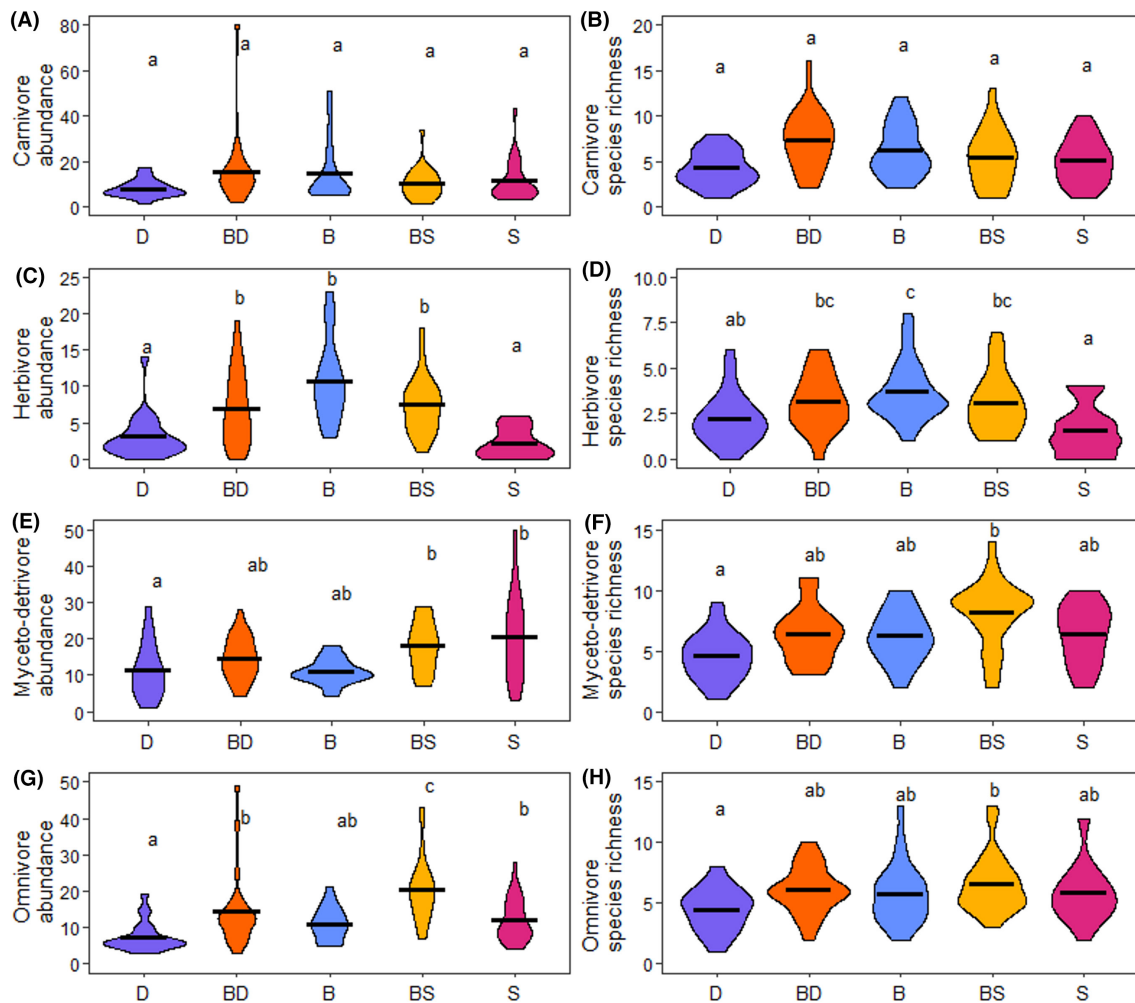 (A)
Carnivore
abundance
80
60
40
20
0
a a a a a
D BD B BS S
(B)
Carnivore
species richness
20
15
10
5
0
a a a a a
D BD B BS S
(C)
Herbivore
abundance
25
20
15
10
5
0
a b b b a
D BD B BS S
(D)
Herbivore
species richness
10.0
7.5
5.0
2.5
0.0
ab bc c bc a
D BD B BS S
(E)
Myceto-detrivore
abundance
50
40
30
20
10
0
a ab ab b b
D BD B BS S
(F)
Myceto-detrivore
species richness
15
10
5
0
a ab ab b ab
D BD B BS S
(G)
Omnivore
abundance
50
40
30
20
10
0
a b ab c b
D BD B BS S
(H)
Omnivore
species richness
15
10
5
0
a ab ab b ab
D BD B BS S